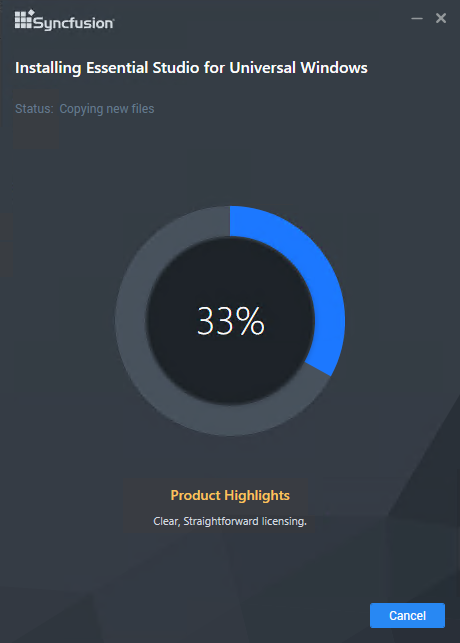 Syncfusion
Installing Essential Studio for Universal Windows
Status: Copying new files
33%
Product Highlights
Clear, Straightforward licensing.
Cancel